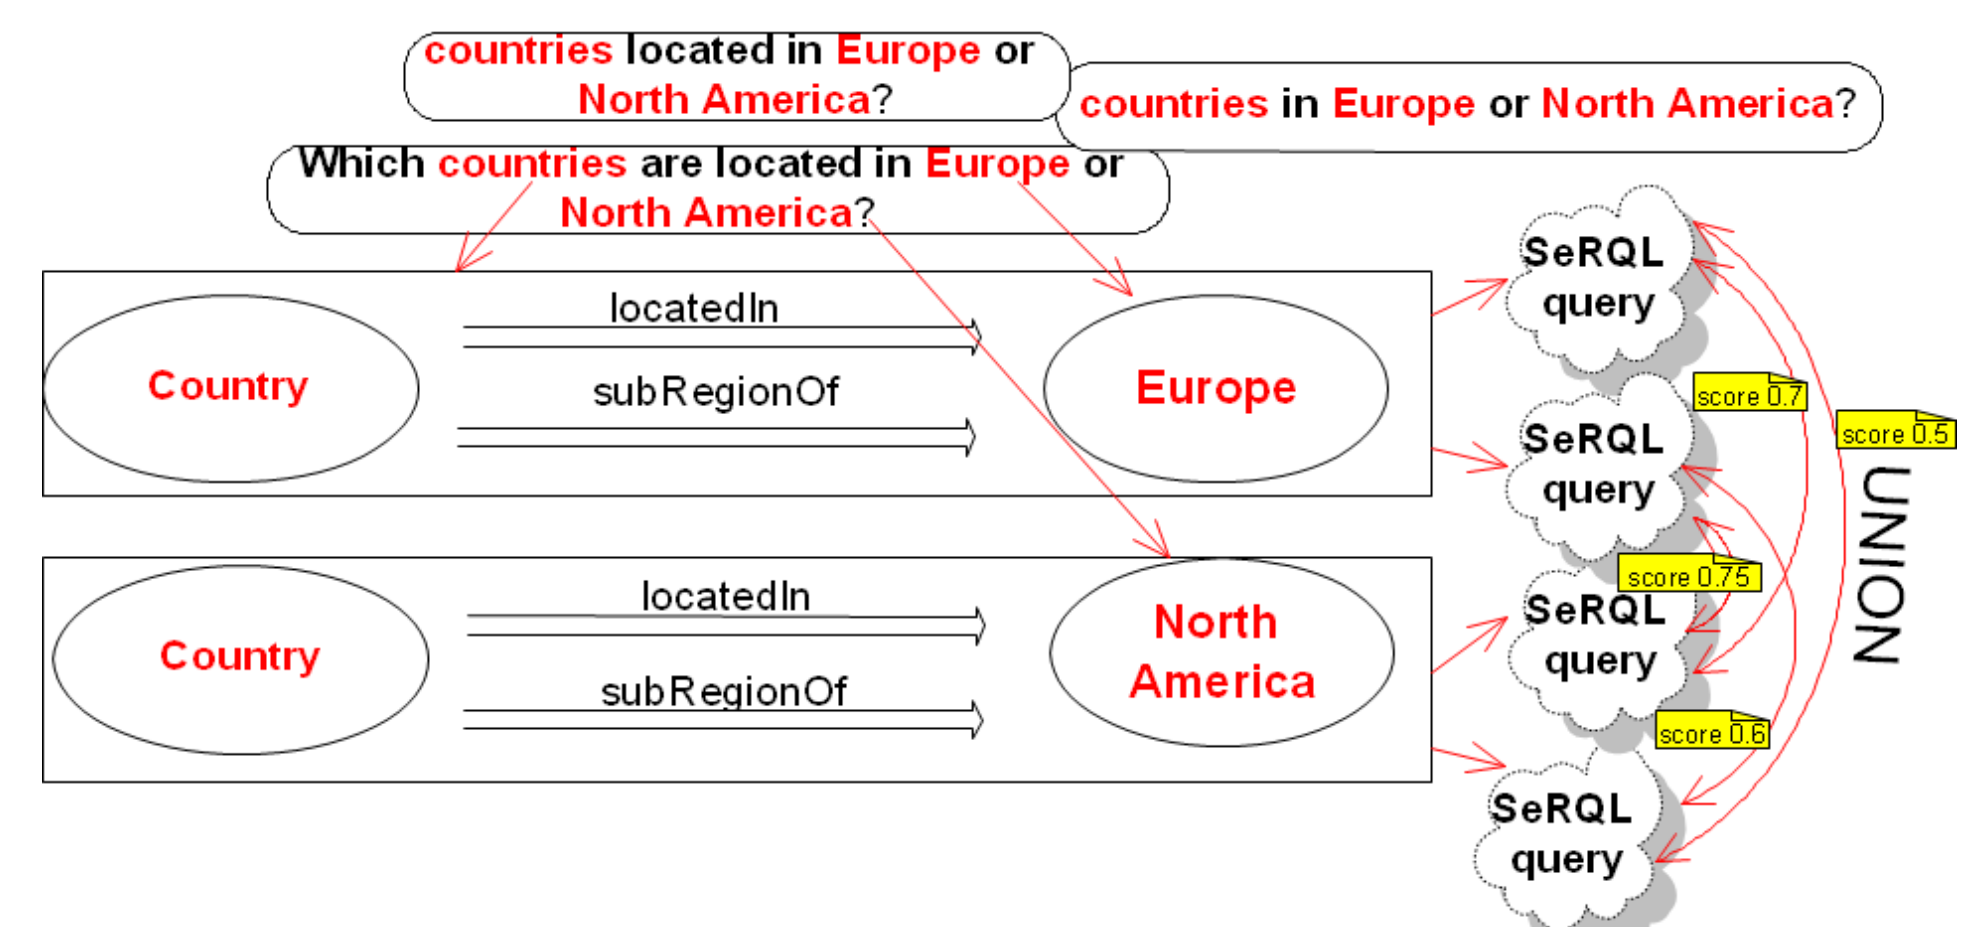 countries located in Europe or
North America?
countries in Europe or North America?
Which countries are located in Europe or
North America?
locatedIn
subRegionOf
Country
Europe
SeRQL
query
score 0.7
score 0.5
SeRQL
query
UNION
locatedIn
subRegionOf
Country
North
America
score 0.75
SeRQL
query
score 0.6
SeRQL
query